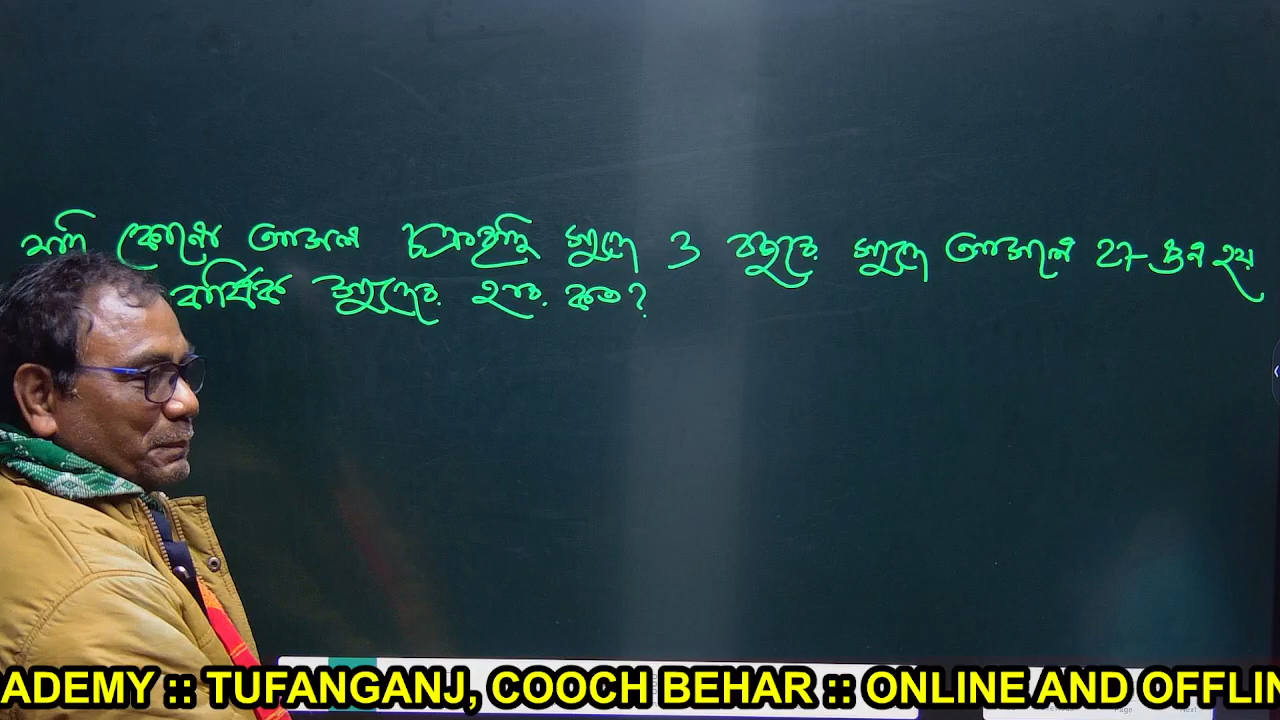 যদি কোনো আসল চক্রবৃদ্ধি সুদে 3 বছরে সুদে আসলে 27 গুন হয়
বার্ষিক সুদের হার কত?
ADEMY :: TUFANGANJ, COOCH BEHAR :: ONLINE AND OFFLIN